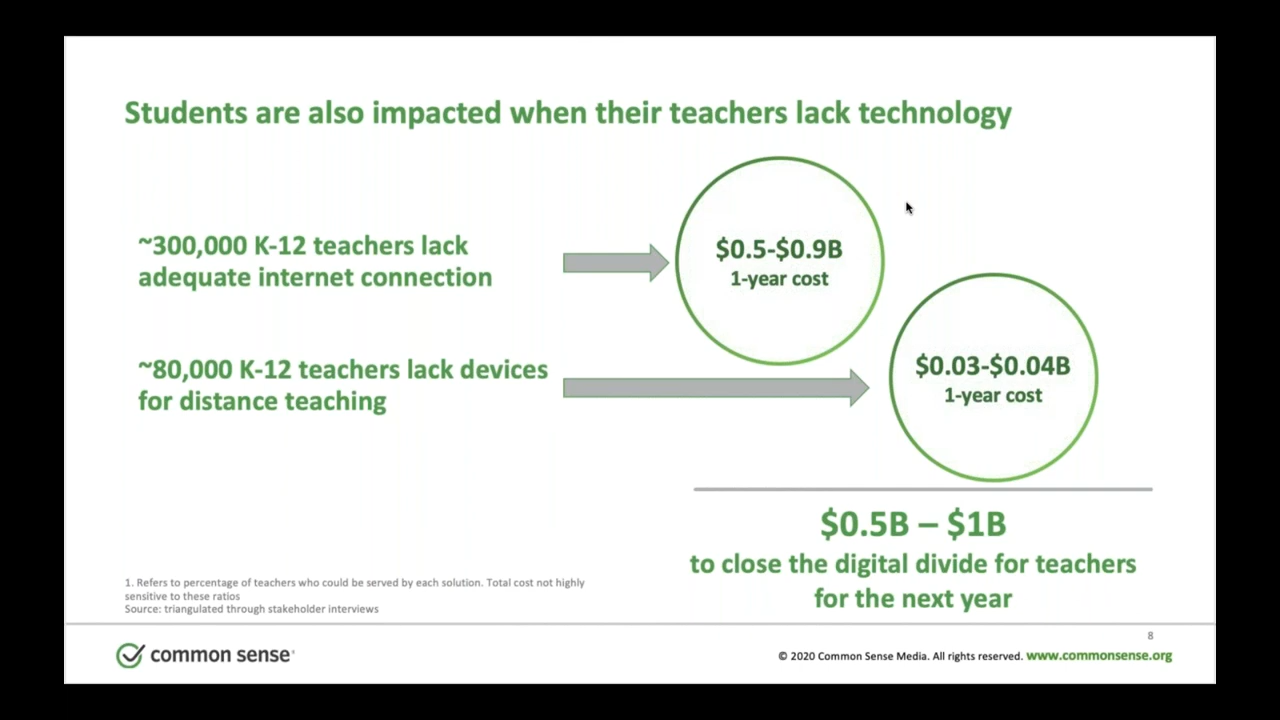 Students are also impacted when their teachers lack technology
~300,000 K-12 teachers lack
adequate internet connection
$0.5-$0.9B
1-year cost
~80,000 K-12 teachers lack devices
for distance teaching
$0.03-$0.04B
1-year cost
$0.5B – $1B
to close the digital divide for teachers
for the next year
1. Refers to percentage of teachers who could be served by each solution. Total cost not highly
sensitive to these ratios
Source: triangulated through stakeholder interviews
8
common sense®
© 2020 Common Sense Media. All rights reserved. www.commonsense.org